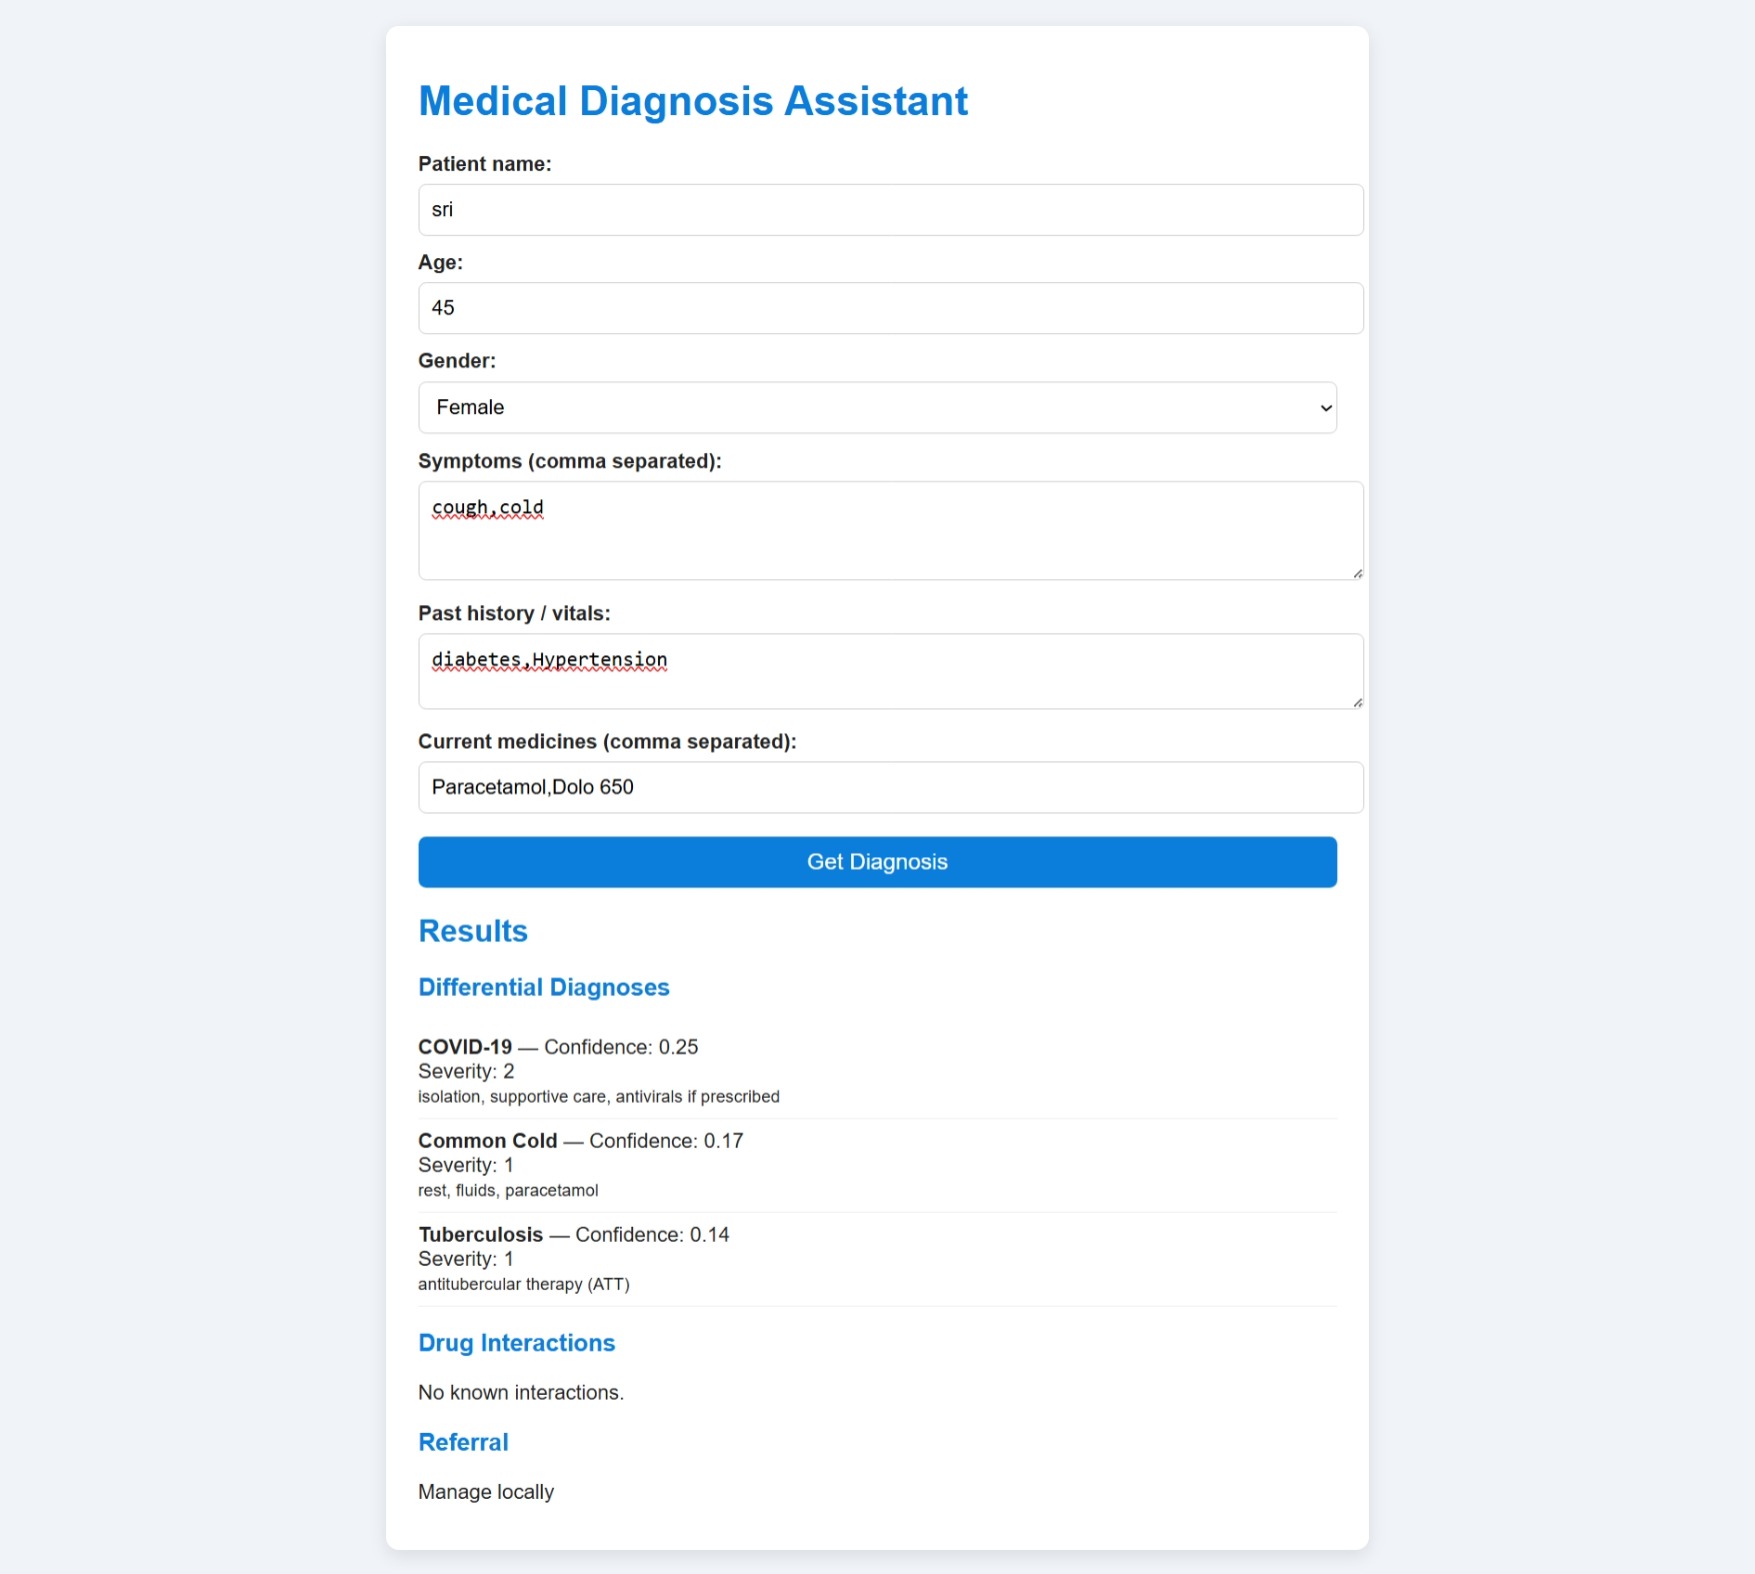 Medical Diagnosis Assistant
Patient name:
sri
Age:
45
Gender:
Female
Symptoms (comma separated):
cough,cold
Past history / vitals:
diabetes,Hypertension
Current medicines (comma separated):
Paracetamol,Dolo 650
Get Diagnosis
Results
Differential Diagnoses
COVID-19 — Confidence: 0.25
Severity: 2
isolation, supportive care, antivirals if prescribed
Common Cold — Confidence: 0.17
Severity: 1
rest, fluids, paracetamol
Tuberculosis — Confidence: 0.14
Severity: 1
antitubercular therapy (ATT)
Drug Interactions
No known interactions.
Referral
Manage locally